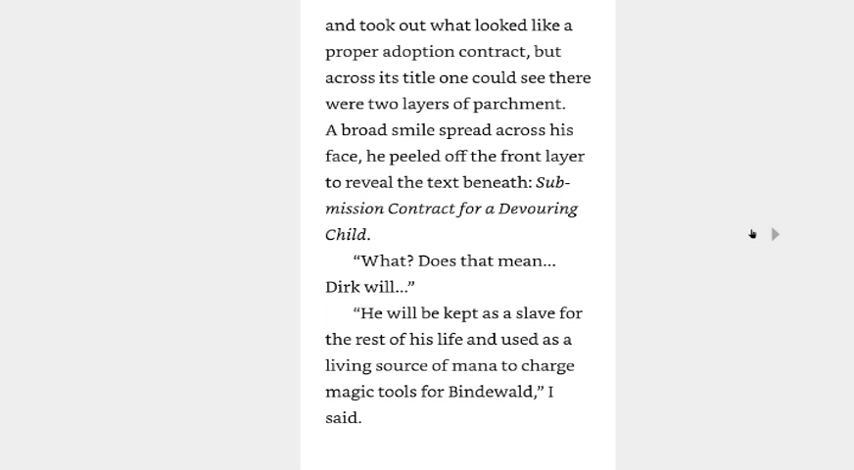 and took out what looked like a
proper adoption contract, but
across its title one could see there
were two layers of parchment.
A broad smile spread across his
face, he peeled off the front layer
to reveal the text beneath: Sub-
mission Contract for a Devouring
Child.
“What? Does that mean...
Dirk will...”
“He will be kept as a slave for
the rest of his life and used as a
living source of mana to charge
magic tools for Bindewald,” I
said.